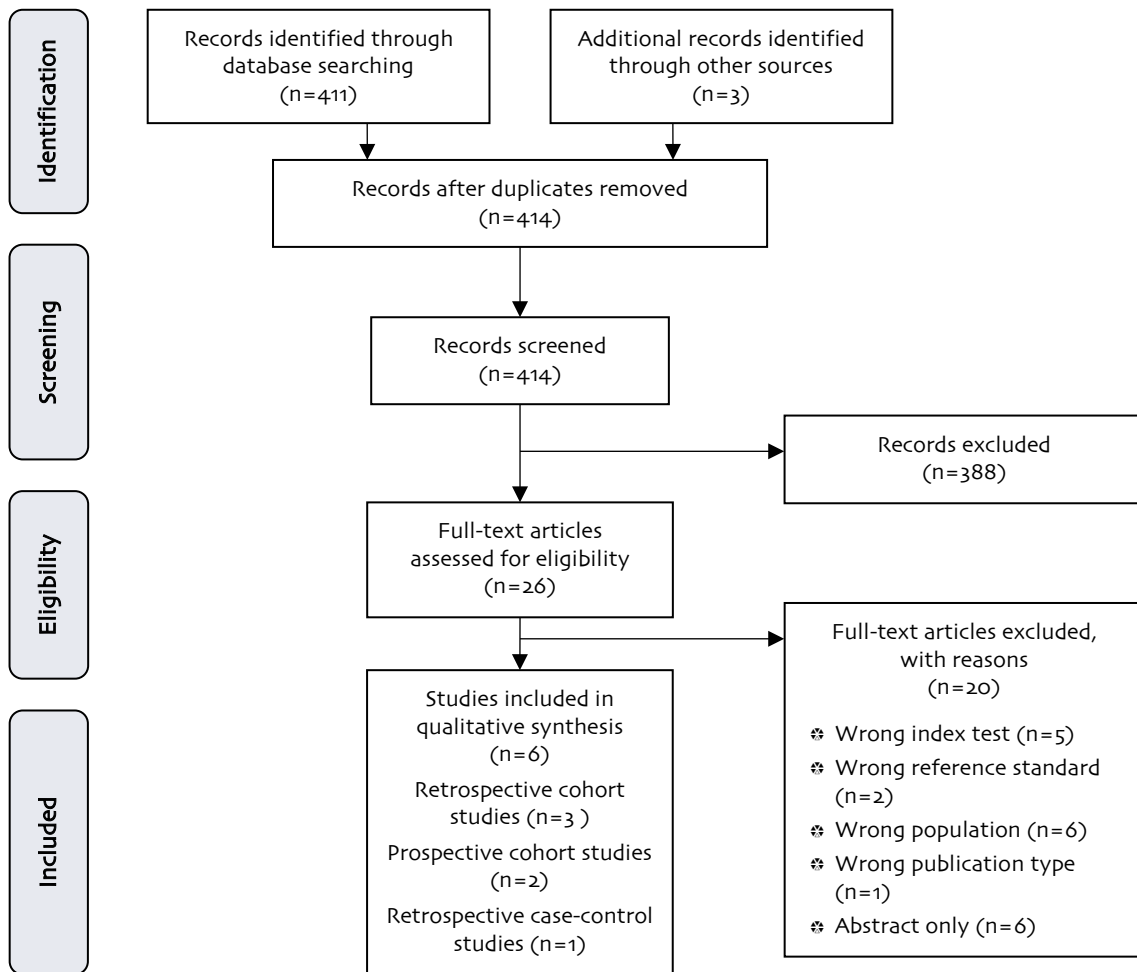 Identification
Records identified through
database searching
(n=411)
Additional records identified
through other sources
(n=3)
Records after duplicates removed
(n=414)
Screening
Records screened
(n=414)
Records excluded
(n=388)
Eligibility
Full-text articles
assessed for eligibility
(n=26)
Full-text articles excluded,
with reasons
(n=20)
Wrong index test (n=5)
Wrong reference standard
(n=2)
Wrong population (n=6)
Wrong publication type
(n=1)
Abstract only (n=6)
Included
Studies included in
qualitative synthesis
(n=6)
Retrospective cohort
studies (n=3 )
Prospective cohort studies
(n=2)
Retrospective case-control
studies (n=1)